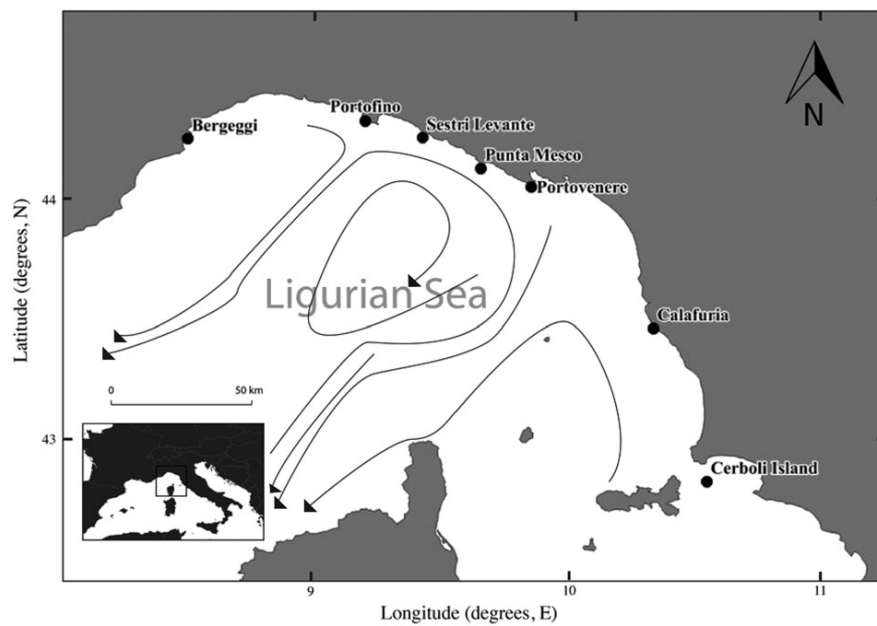 Portofino
Bergeggi
Sestri Levante
Punta Mesco
Portovenere
N
44
Ligurian Sea
Calafuria
0 50 km
43
Cerboli Island
Latitude (degrees, N)
9 10 11
Longitude (degrees, E)